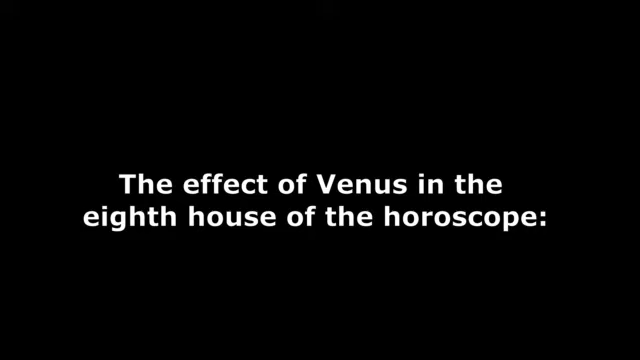 The effect of Venus in the
eighth house of the horoscope: